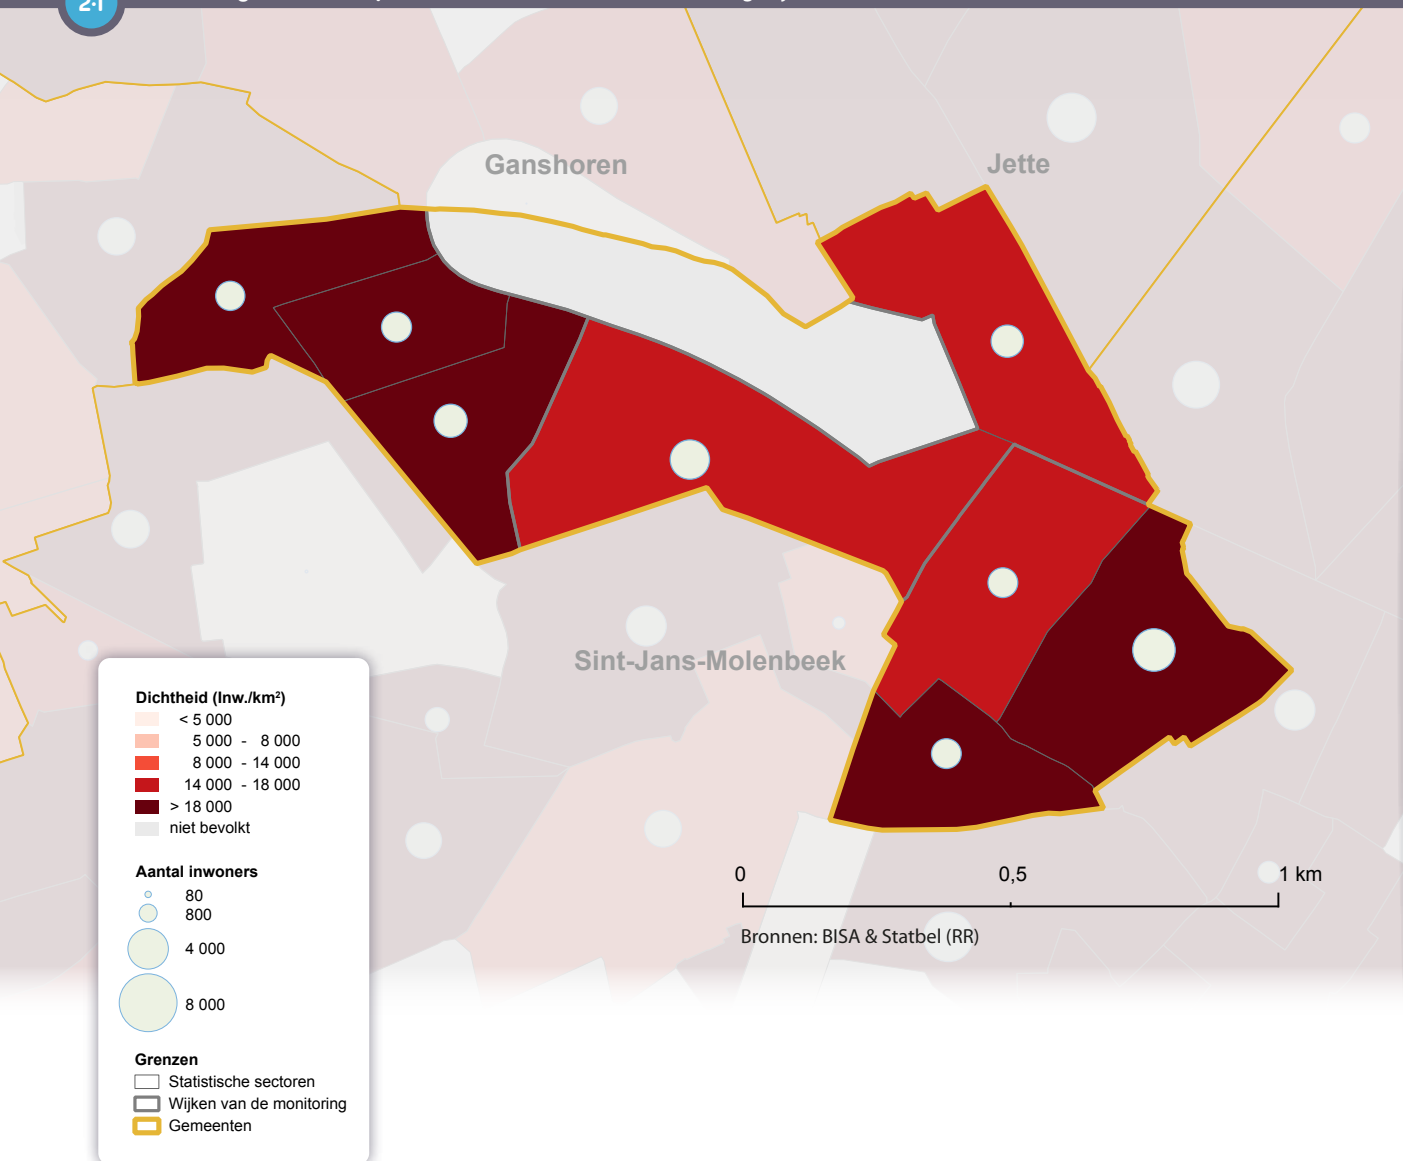 2.1
Ganshoren
Jette
Sint-Jans-Molenbeek
Dichtheid (Inw./km²)
< 5 000
5 000 - 8 000
8 000 - 14 000
14 000 - 18 000
> 18 000
niet bevolkt
Aantal inwoners
80
800
4 000
8 000
Grenzen
Statistische sectoren
Wijken van de monitoring
Gemeenten
0 0,5 1 km
Bronnen: BISA & Statbel (RR)